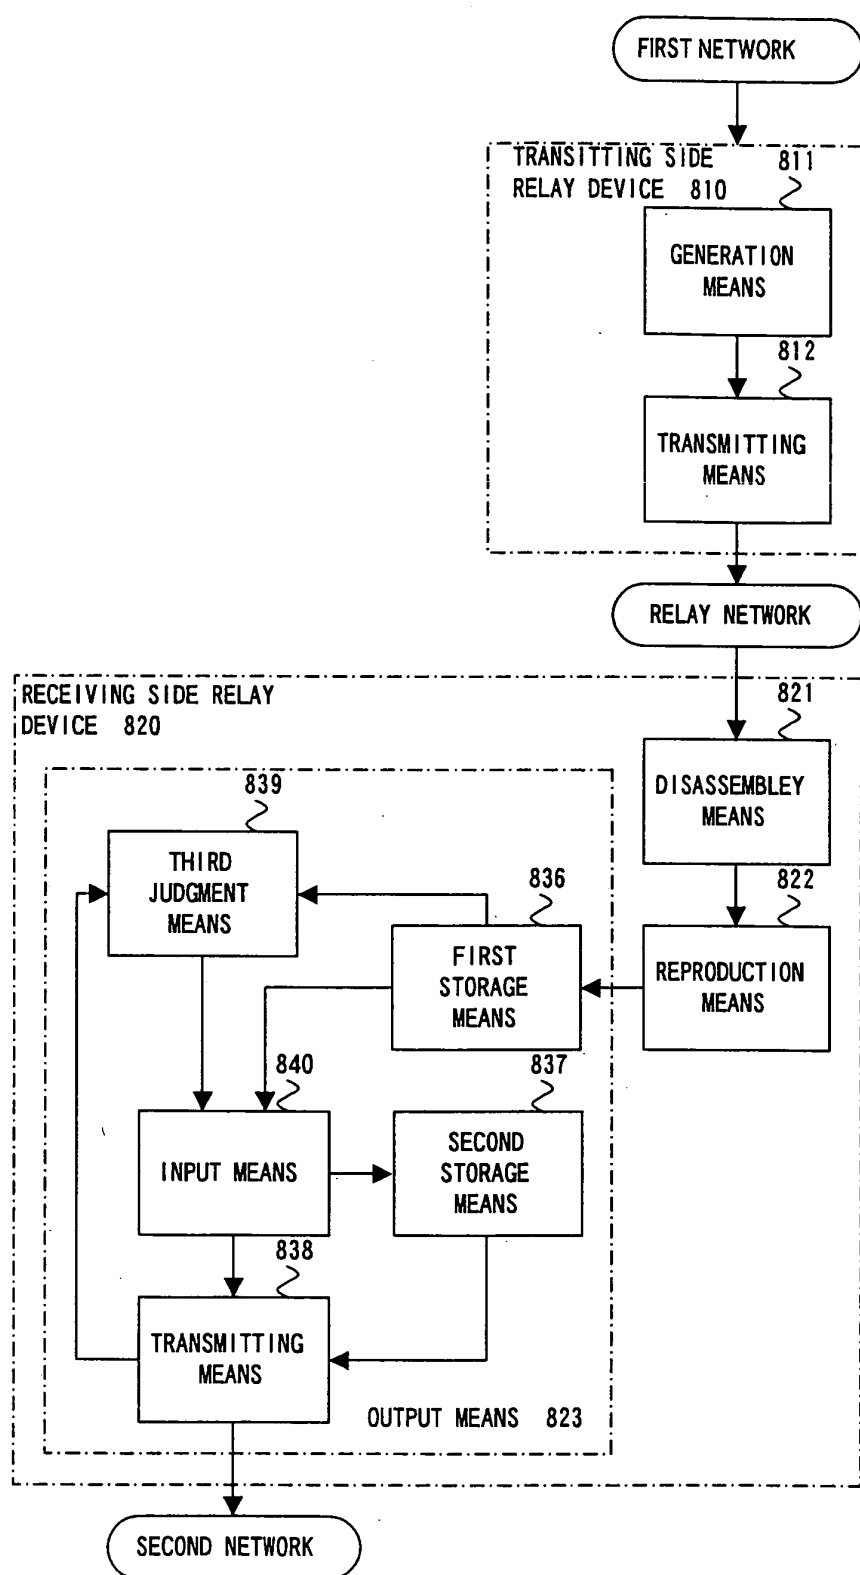 FIRST NETWORK
TRANSITTING SIDE
RELAY DEVICE 810
811
GENERATION
MEANS
812
TRANSMITTING
MEANS
RELAY NETWORK
RECEIVING SIDE RELAY
DEVICE 820
821
DISASSEMBLEY
MEANS
839
THIRD
JUDGMENT
MEANS
836
FIRST
STORAGE
MEANS
822
REPRODUCTION
MEANS
840
INPUT MEANS
837
SECOND
STORAGE
MEANS
838
TRANSMITTING
MEANS
OUTPUT MEANS 823
SECOND NETWORK